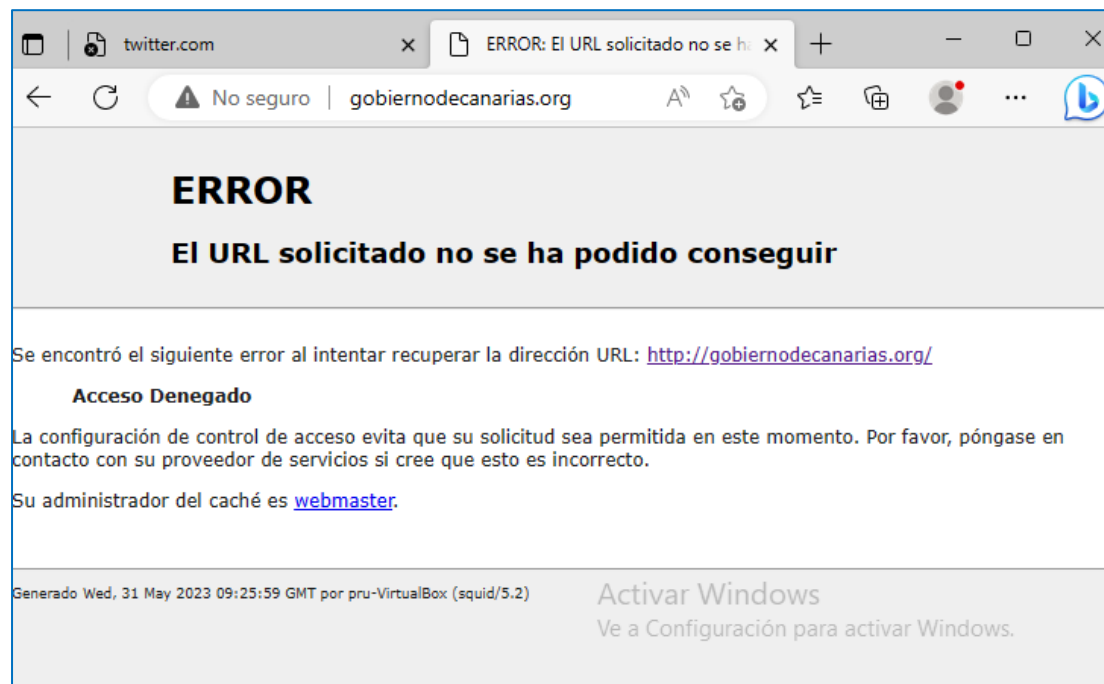 twitter.com
ERROR: El URL solicitado no se h
No seguro
gobiernodecanarias.org
ERROR
El URL solicitado no se ha podido conseguir
Se encontró el siguiente error al intentar recuperar la dirección URL: http://gobiernodecanarias.org/
Acceso Denegado
La configuración de control de acceso evita que su solicitud sea permitida en este momento. Por favor, póngase en
contacto con su proveedor de servicios si cree que esto es incorrecto.
Su administrador del caché es webmaster.
Generado Wed, 31 May 2023 09:25:59 GMT por pru-VirtualBox (squid/5.2)
Activar Windows
Ve a Configuración para activar Windows.